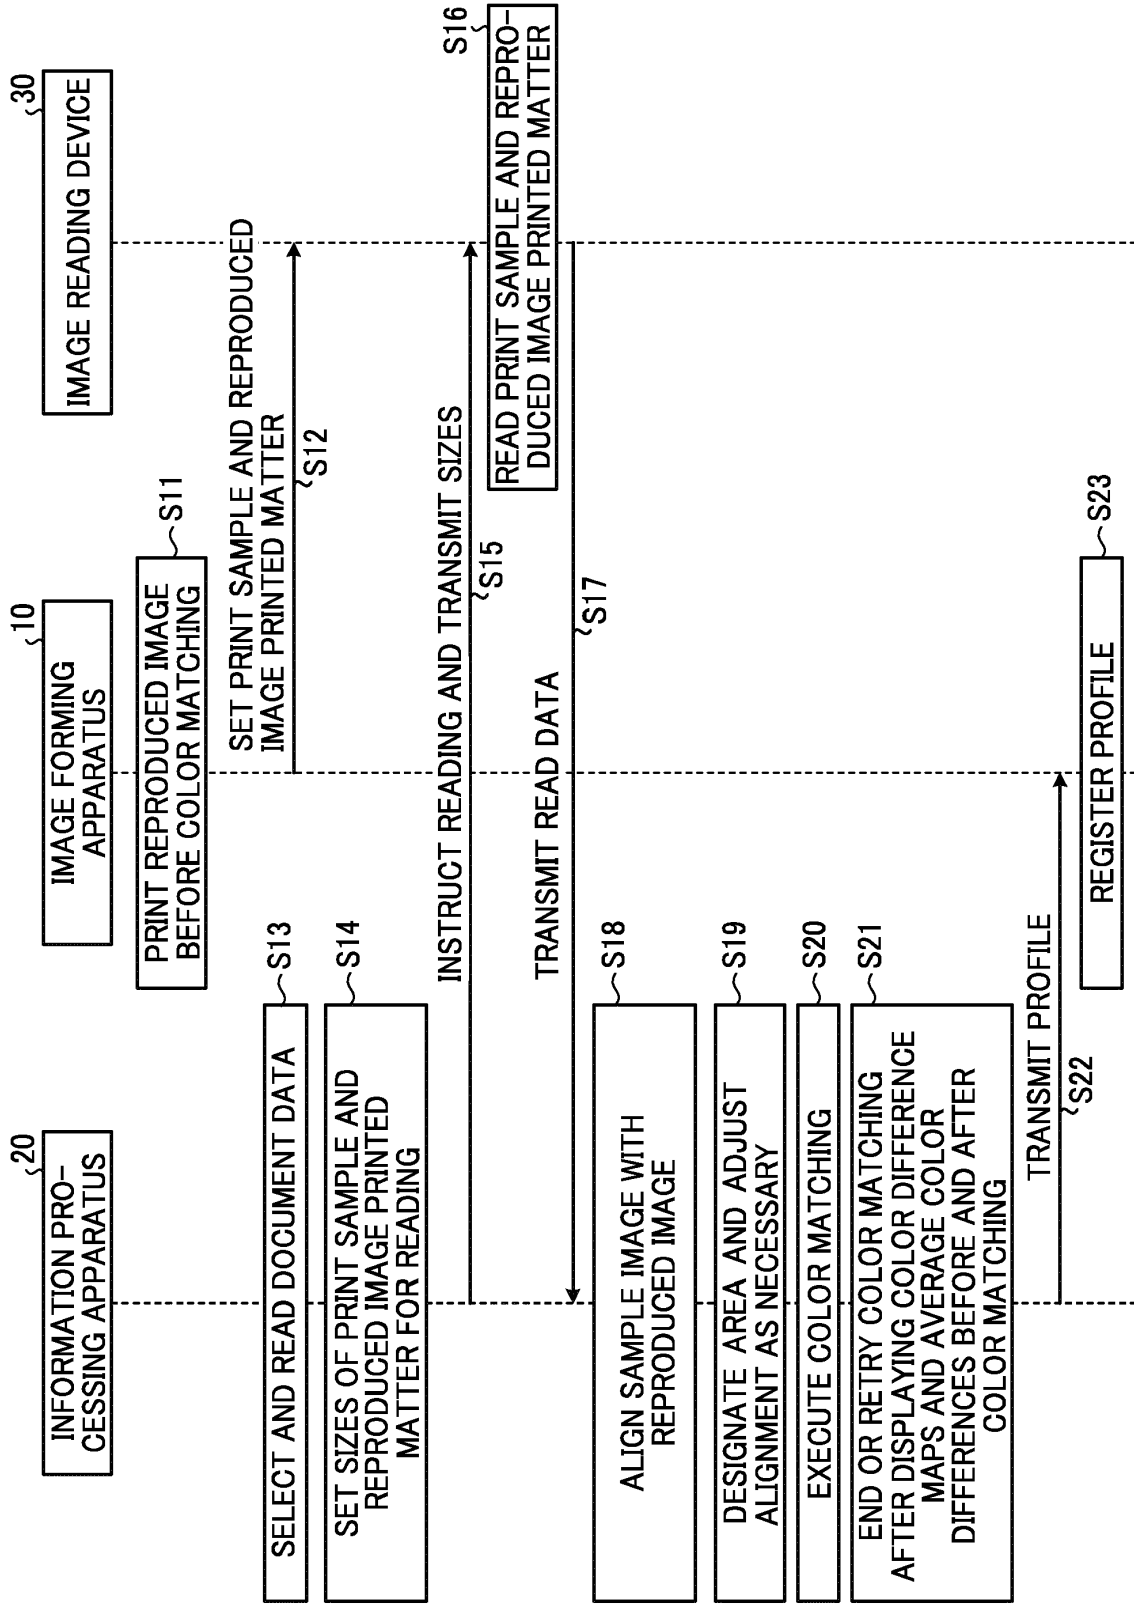 20
INFORMATION PRO-
CESSING APPARATUS
10
IMAGE FORMING
APPARATUS
30
IMAGE READING DEVICE
PRINT REPRODUCED IMAGE
BEFORE COLOR MATCHING
S11
SET PRINT SAMPLE AND REPRODUCED
IMAGE PRINTED MATTER
S12
SELECT AND READ DOCUMENT DATA
S13
SET SIZES OF PRINT SAMPLE AND
REPRODUCED IMAGE PRINTED
MATTER FOR READING
S14
INSTRUCT READING AND TRANSMIT SIZES
S15
S16
READ PRINT SAMPLE AND REPRO-
DUCED IMAGE PRINTED MATTER
TRANSMIT READ DATA
S17
ALIGN SAMPLE IMAGE WITH
REPRODUCED IMAGE
S18
DESIGNATE AREA AND ADJUST
ALIGNMENT AS NECESSARY
S19
EXECUTE COLOR MATCHING
S20
END OR RETRY COLOR MATCHING
AFTER DISPLAYING COLOR DIFFERENCE
MAPS AND AVERAGE COLOR
DIFFERENCES BEFORE AND AFTER
COLOR MATCHING
S21
TRANSMIT PROFILE
S22
REGISTER PROFILE
S23